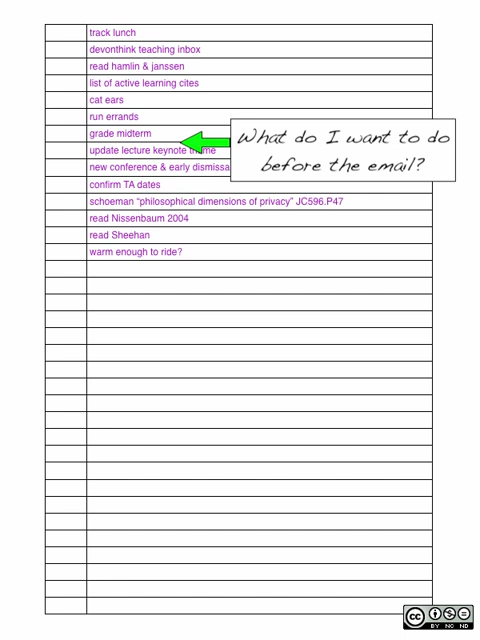 track lunch
devonthink teaching inbox
read hamlin & janssen
list of active learning cites
cat ears
run errands
grade midterm
update lecture keynote theme
new conference & early dismissa
confirm TA dates
schoeman "philosophical dimensions of privacy" JC596.P47
read Nissenbaum 2004
read Sheehan
warm enough to ride?
What do I want to do
before the email?
cc
BY NC ND